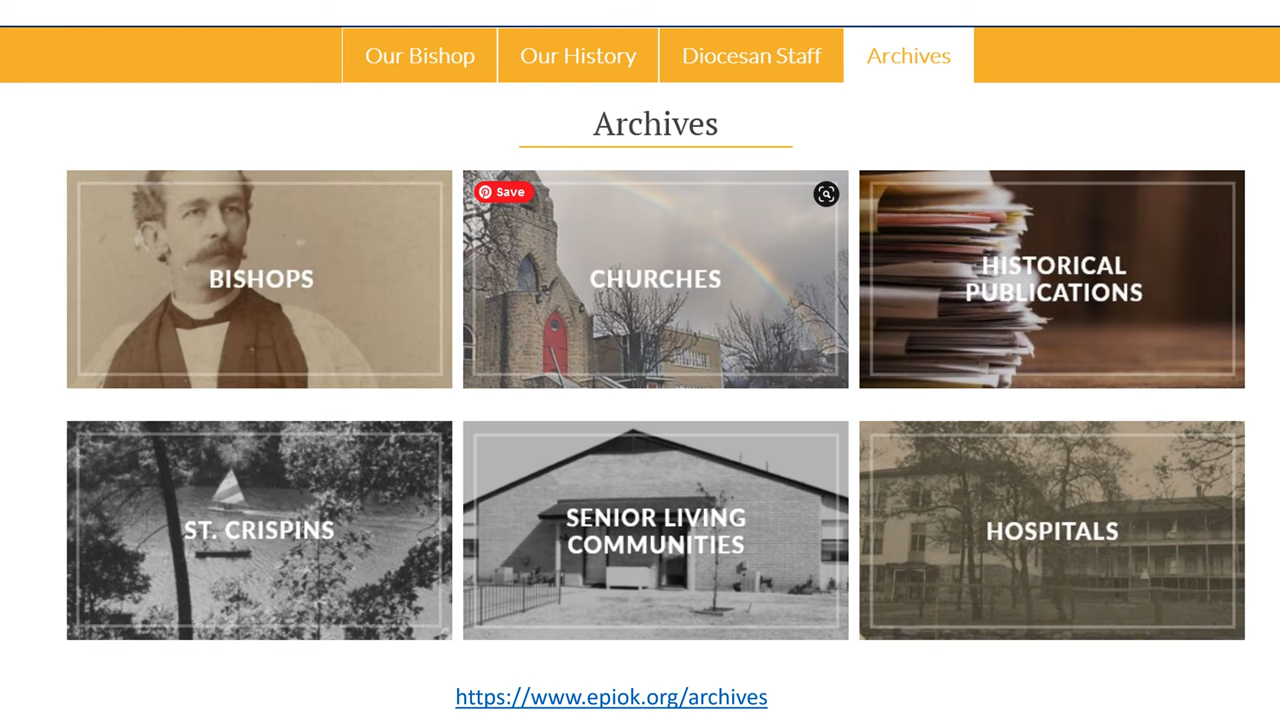 Our Bishop Our History Diocesan Staff Archives
Archives
Save
BISHOPS
CHURCHES
HISTORICAL
PUBLICATIONS
ST. CRISPINS
SENIOR LIVING
COMMUNITIES
HOSPITALS
https://www.epiok.org/archives